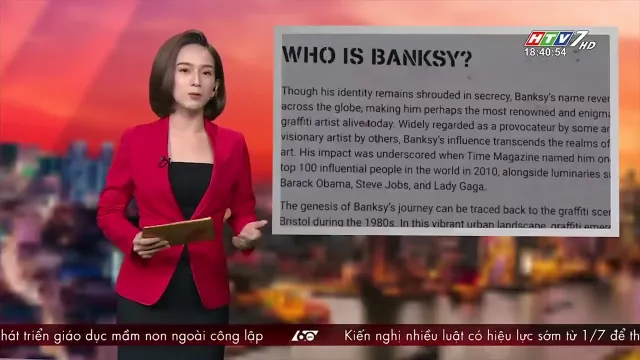 HTV7 HD
18:40:54
WHO IS BANKSY?
Though his identity remains shrouded in secrecy, Banksy's name rever
across the globe, making him perhaps the most renowned and enigma
graffiti artist alive today. Widely regarded as a provocateur by some an
visionary artist by others, Banksy's influence transcends the realms of
art. His impact was underscored when Time Magazine named him on
top 100 influential people in the world in 2010, alongside luminaries su
Barack Obama, Steve Jobs, and Lady Gaga.
The genesis of Banksy's journey can be traced back to the graffiti scen
Bristol during the 1980s. In this vibrant urban landscape, graffiti emer
hát triển giáo dục mầm non ngoài công lập
Kiến nghị nhiều luật có hiệu lực sớm từ 1/7 để th